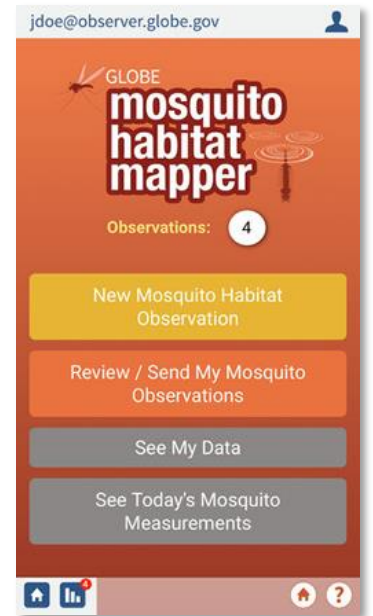 jdoe@observer.globe.gov
GLOBE
mosquito
habitat
mapper
Observations: 4
New Mosquito Habitat
Observation
Review / Send My Mosquito
Observations
See My Data
See Today's Mosquito
Measurements
4
?